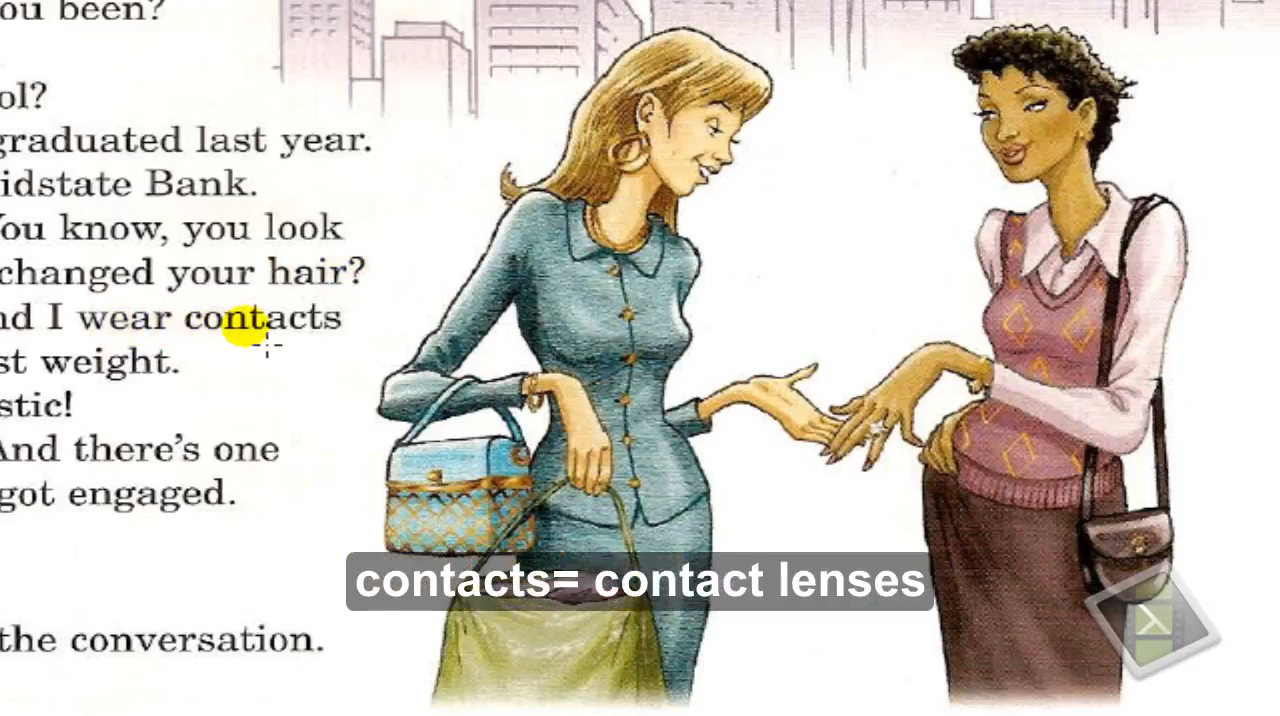 ou been?
ol?
graduated last year.
idstate Bank.
You know, you look
changed your hair?
nd I wear contacts
st weight.
stic!
And there's one
got engaged.
contacts= contact lenses
the conversation.